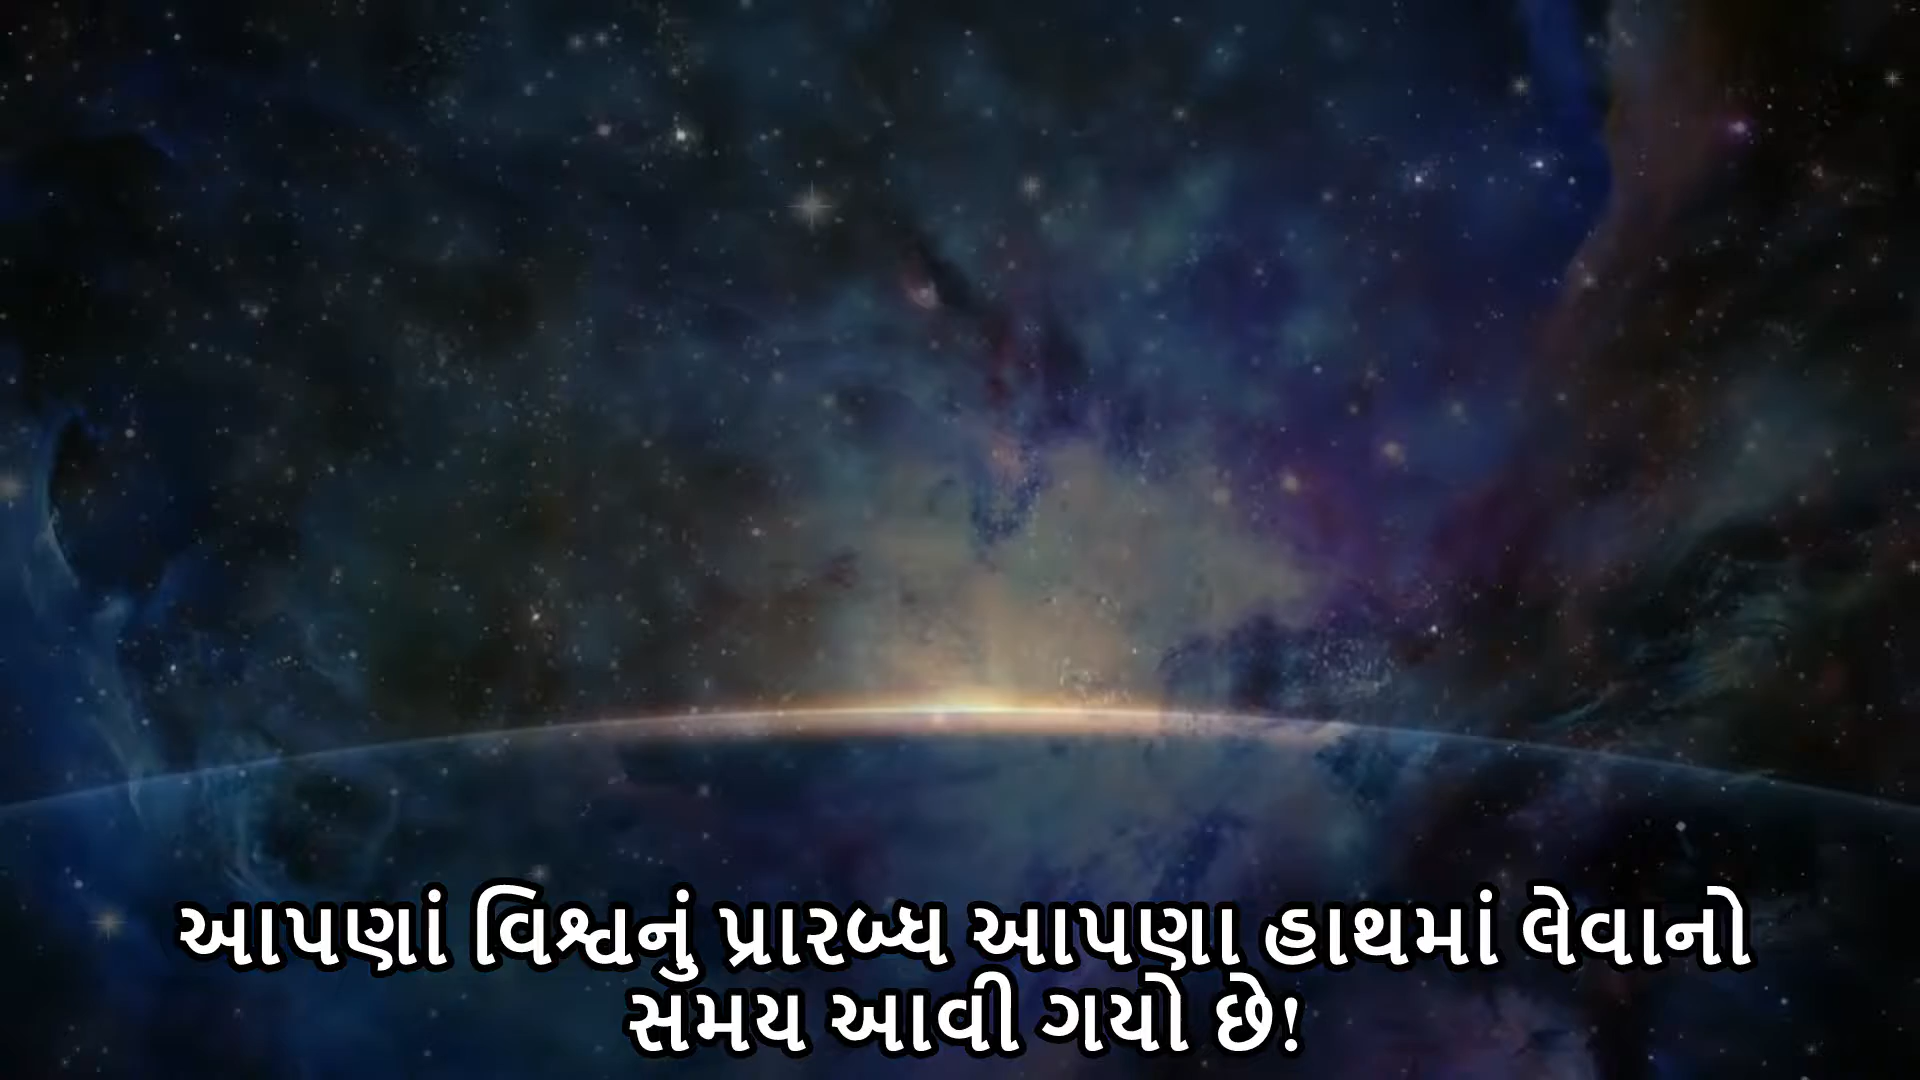 આપણાં વિશ્વનું પ્રારબ્ધ આપણા હાથમાં લેવાનો
સમય આવી ગયો છે!